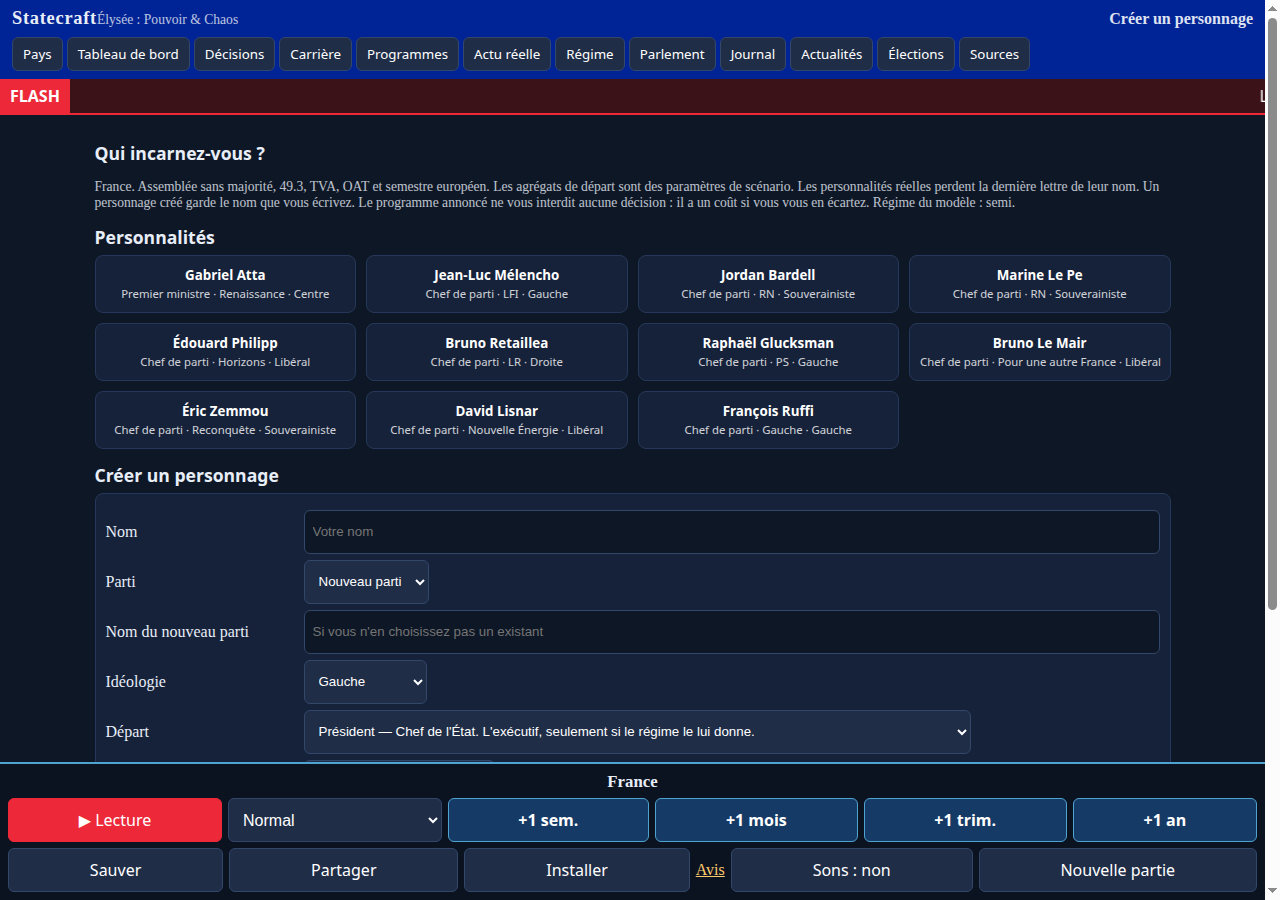 Statecraft Élysée : Pouvoir & Chaos
Créer un personnage
Pays Tableau de bord Décisions Carrière Programmes Actu réelle Régime Parlement Journal Actualités Élections Sources
FLASH
Qui incarnez-vous ?
France. Assemblée sans majorité, 49.3, TVA, OAT et semestre européen. Les agrégats de départ sont des paramètres de scénario. Les personnalités réelles perdent la dernière lettre de leur nom. Un
personnage créé garde le nom que vous écrivez. Le programme annoncé ne vous interdit aucune décision : il a un coût si vous vous en écartez. Régime du modèle : semi.
Personnalités
Gabriel Atta
Premier ministre · Renaissance · Centre
Jean-Luc Mélencho
Chef de parti · LFI · Gauche
Jordan Bardell
Chef de parti · RN · Souverainiste
Marine Le Pe
Chef de parti · RN · Souverainiste
Édouard Philipp
Chef de parti · Horizons · Libéral
Bruno Retaillea
Chef de parti · LR · Droite
Raphaël Glucksman
Chef de parti · PS · Gauche
Bruno Le Mair
Chef de parti · Pour une autre France · Libéral
Éric Zemmou
Chef de parti · Reconquête · Souverainiste
David Lisnar
Chef de parti · Nouvelle Énergie · Libéral
François Ruffi
Chef de parti · Gauche · Gauche
Créer un personnage
Nom Votre nom
Parti Nouveau parti
Nom du nouveau parti Si vous n'en choisissez pas un existant
Idéologie Gauche
Départ Président — Chef de l'État. L'exécutif, seulement si le régime le lui donne.
France
▶ Lecture Normal +1 sem. +1 mois +1 trim. +1 an
Sauver Partager Installer Avis Sons : non Nouvelle partie